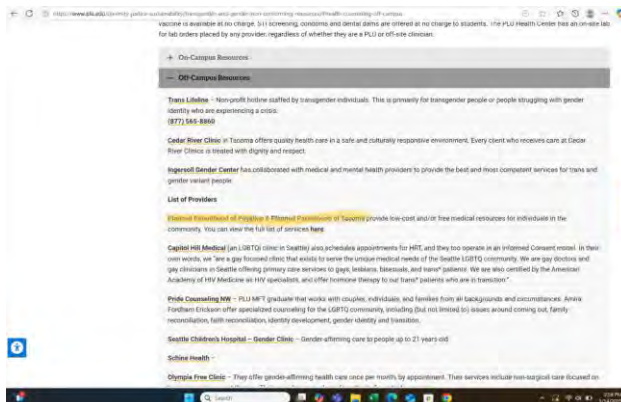 vaccine is available at no charge. STI screening, condoms and dental dams are offered at no charge to students. The PLU Health Center has an on-site lab
for lab orders placed by any provider, regardless of whether they are a PLU or off-site clinician.
+ On-Campus Resources
− Off-Campus Resources
Trans Lifeline – Non-profit hotline staffed by transgender individuals. This is primarily for transgender people or people struggling with gender
identity who are experiencing a crisis.
(877) 565-8860
Cedar River Clinic in Tacoma offers quality health care in a safe and culturally responsive environment. Every client who receives care at Cedar
River Clinics is treated with dignity and respect.
Ingersoll Gender Center has collaborated with medical and mental health providers to provide the best and most competent services for trans and
gender variant people.
List of Providers
Planned Parenthood of Puyallup & Planned Parenthood of Tacoma provide low-cost and/or free medical resources for individuals in the
community. You can view the full list of services here.
Capitol Hill Medical (an LGBTQ) clinic in Seattle) also schedules appointments for HRT, and they too operate in an Informed Consent model. In their
own words, we "are a gay focused clinic that exists to serve the unique medical needs of the Seattle LGBTQ community. We are gay doctors and
gay clinicians in Seattle offering primary care services to gays, lesbians, bisexuals, and trans* patients. We are also certified by the American
Academy of HIV Medicine as HIV specialists, and offer hormone therapy to our trans* patients who are in transition."
Pride Counseling NW – PLU MFT graduate that works with couples, individuals, and families from all backgrounds and circumstances. Amira
Fordham Erickson offer specialized counseling for the LGBTQ community, including (but not limited to) issues around coming out, family
reconciliation, faith reconciliation, identity development, gender identity and transition.
Seattle Children's Hospital – Gender Clinic – Gender-affirming care to people up to 21 years old
Schine Health –
Olympia Free Clinic – They offer gender-affirming health care once per month, by appointment. Their services include non-surgical care focused on
Search